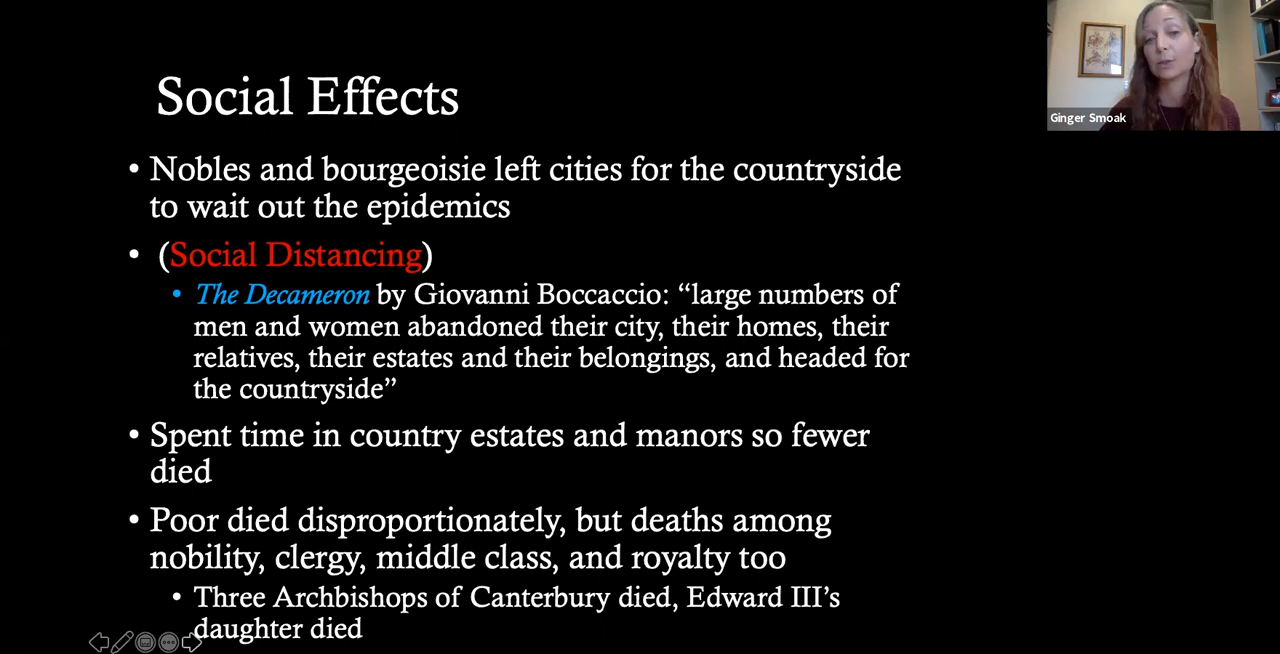 Social Effects
Ginger Smoak
• Nobles and bourgeoisie left cities for the countryside
to wait out the epidemics
• (Social Distancing)
• The Decameron by Giovanni Boccaccio: “large numbers of
men and women abandoned their city, their homes, their
relatives, their estates and their belongings, and headed for
the countryside”
• Spent time in country estates and manors so fewer
died
• Poor died disproportionately, but deaths among
nobility, clergy, middle class, and royalty too
• Three Archbishops of Canterbury died, Edward III’s
daughter died